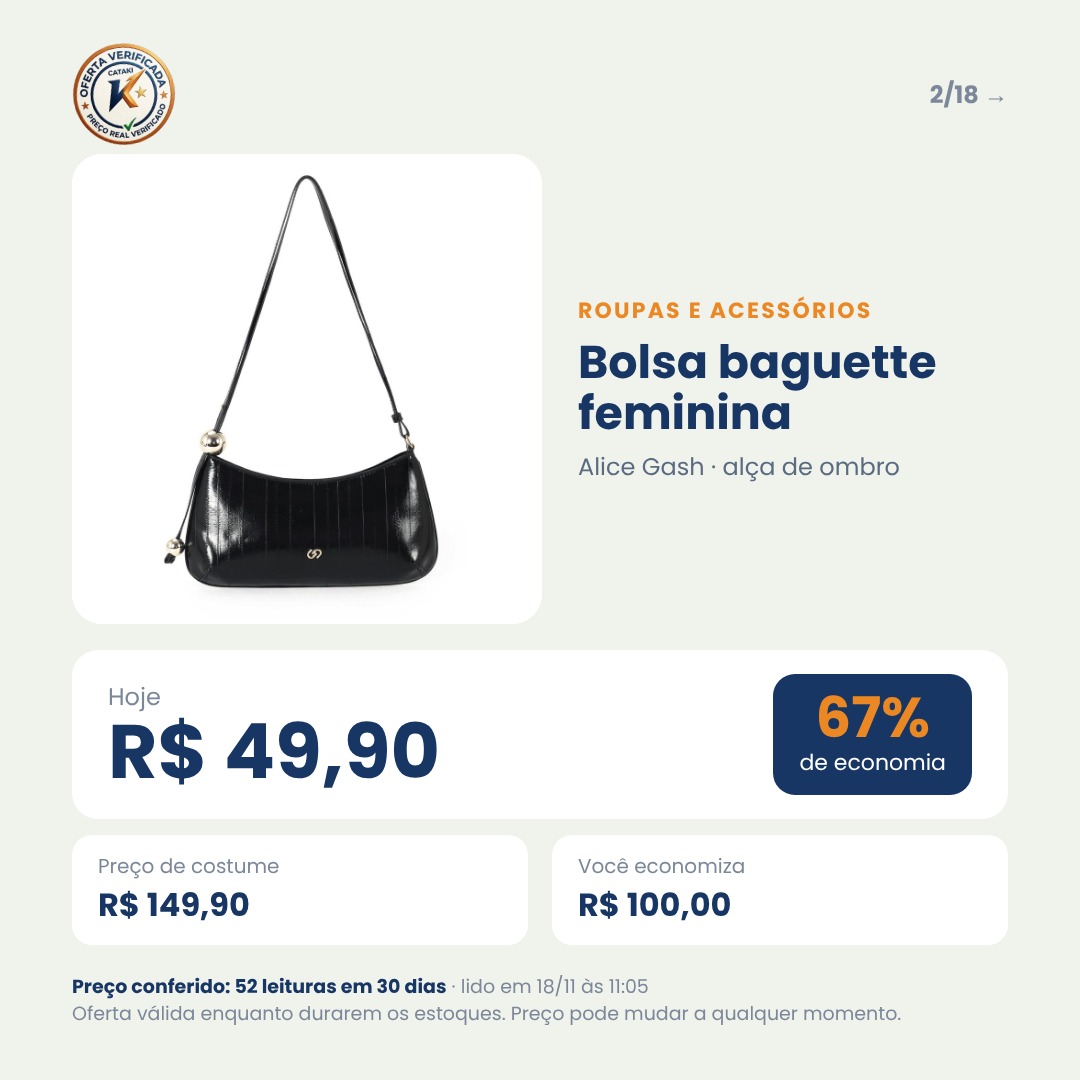 OFERTA VERIFICADA
CATAKI
K
PREÇO REAL VERIFICADO
2/18 →
ROUPAS E ACESSÓRIOS
Bolsa baguette
feminina
Alice Gash · alça de ombro
Hoje
R$ 49,90
67%
de economia
Preço de costume
R$ 149,90
Você economiza
R$ 100,00
Preço conferido: 52 leituras em 30 dias · lido em 18/11 às 11:05
Oferta válida enquanto durarem os estoques. Preço pode mudar a qualquer momento.